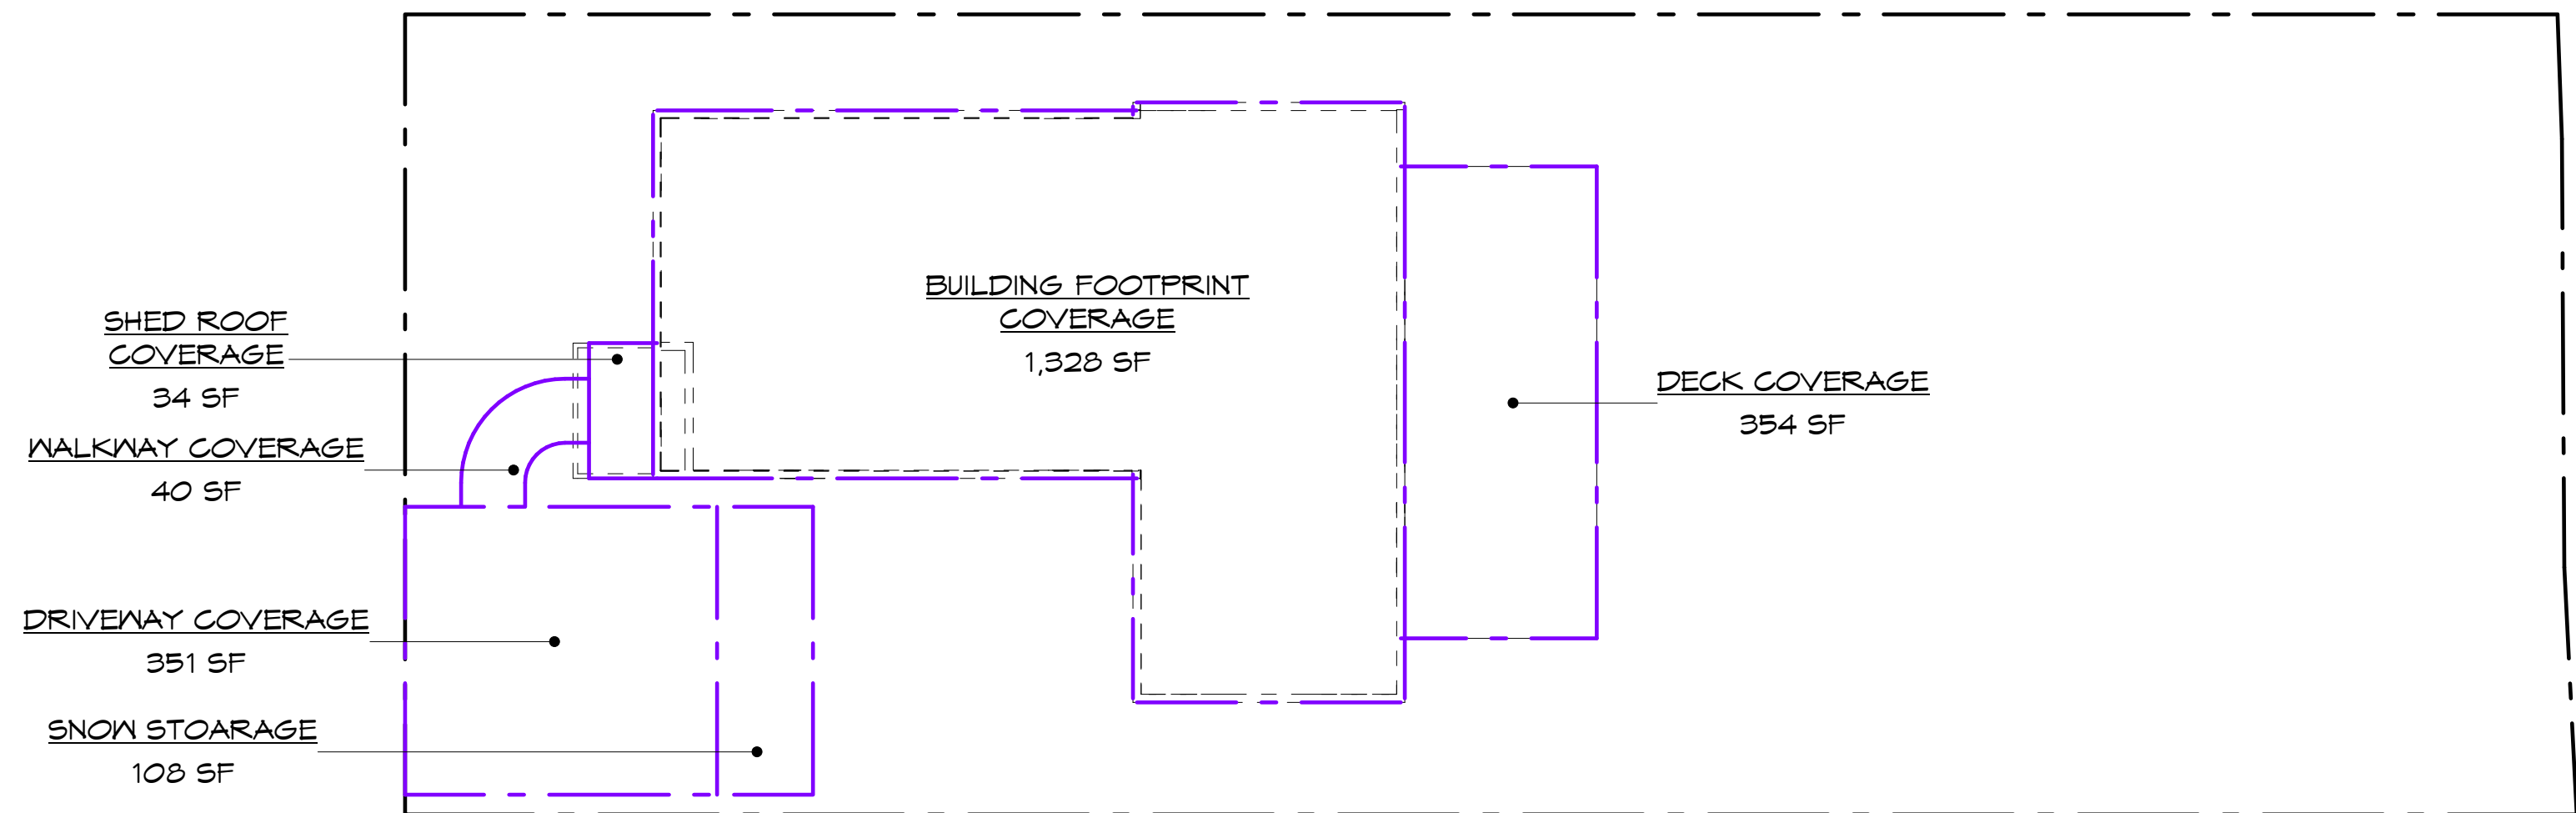 BUILDING FOOTPRINT
COVERAGE
1,328 SF
SHED ROOF
COVERAGE
34 SF
DECK COVERAGE
354 SF
WALKWAY COVERAGE
40 SF
DRIVEWAY COVERAGE
351 SF
SNOW STOARAGE
108 SF